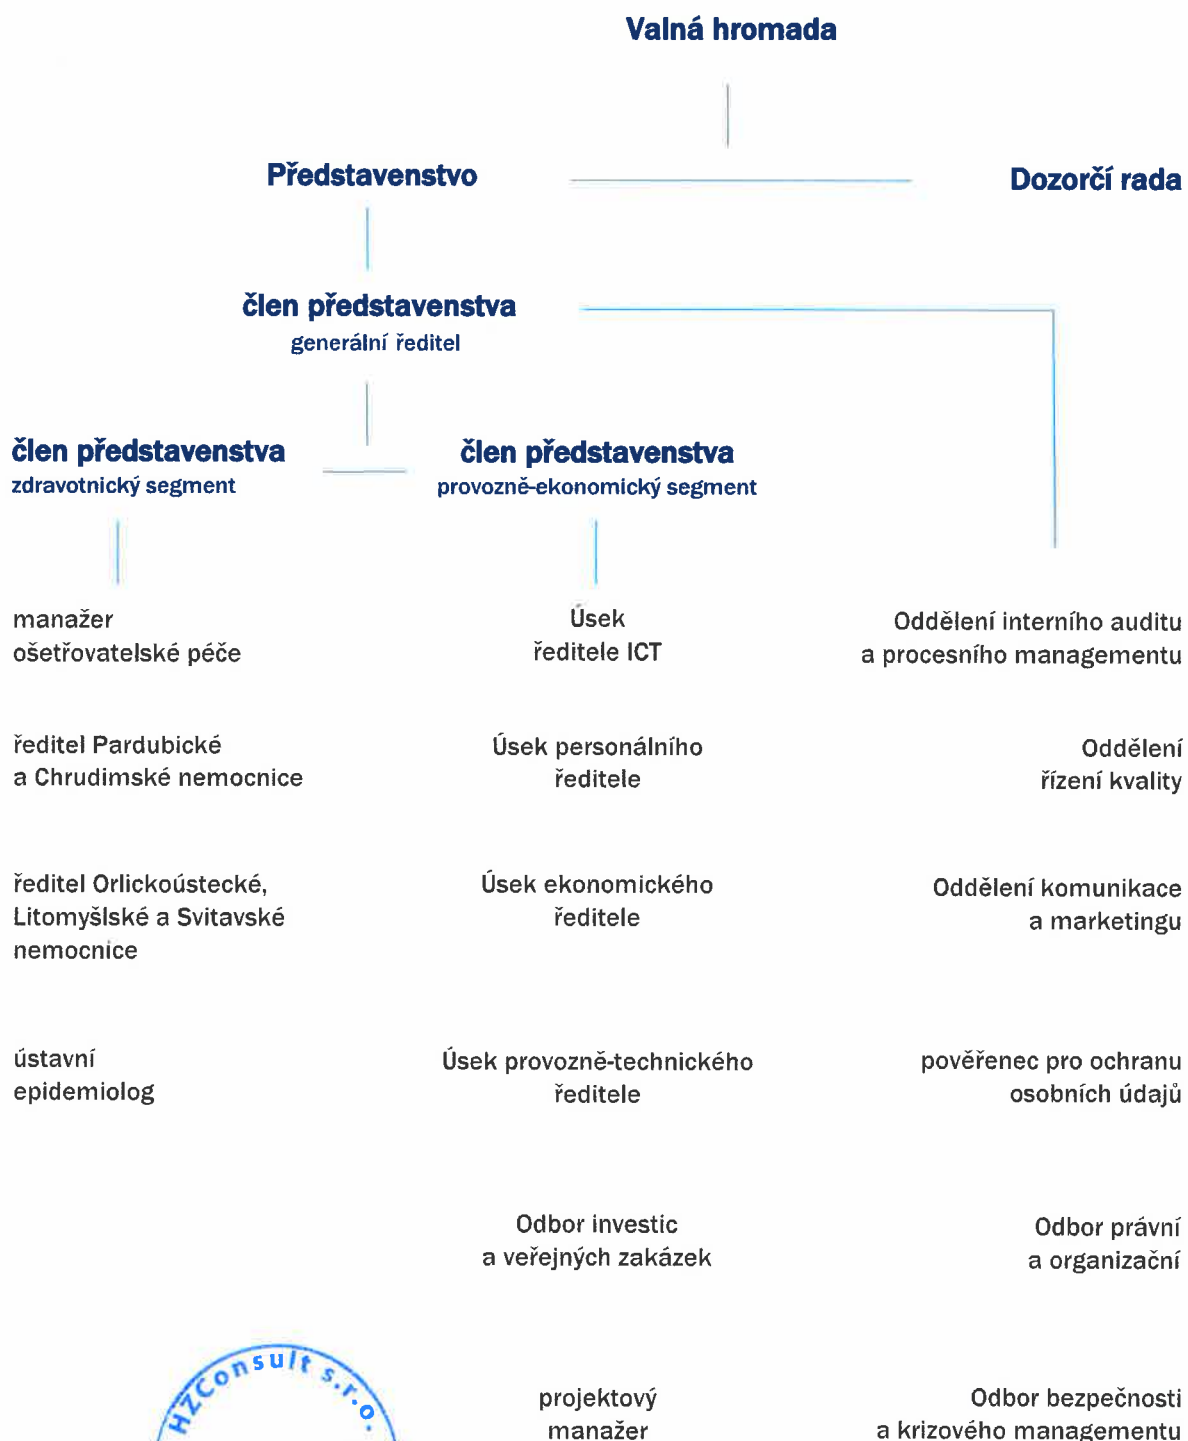 Valná hromada
Představenstvo
Dozorčí rada
člen představenstva
generální ředitel
člen představenstva
zdravotnický segment
člen představenstva
provozně-ekonomický segment
manažer
ošetřovatelské péče
Úsek
ředitele ICT
Oddělení interního auditu
a procesního managementu
ředitel Pardubické
a Chrudimské nemocnice
Úsek personálního
ředitele
Oddělení
řízení kvality
ředitel Orlickoústecké,
Litomyšlské a Svitavské
nemocnice
Úsek ekonomického
ředitele
Oddělení komunikace
a marketingu
ústavní
epidemiolog
Úsek provozně-technického
ředitele
pověřenec pro ochranu
osobních údajů
Odbor investic
a veřejných zakázek
Odbor právní
a organizační
HZConsult s.r.o.
projektový
manažer
Odbor bezpečnosti
a krizového managementu